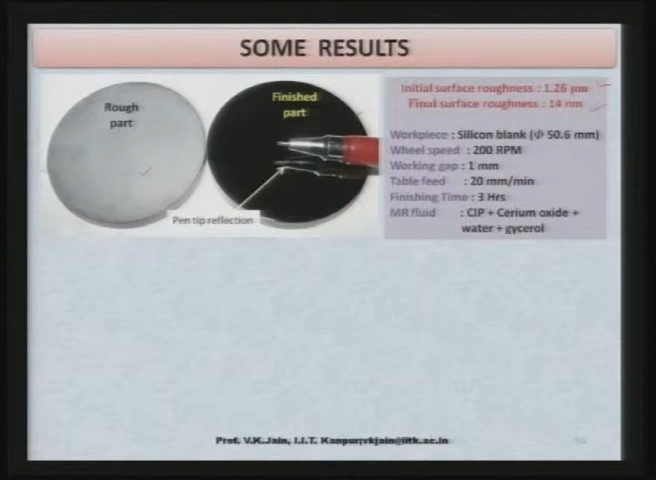 SOME RESULTS
Rough
part
Finished
part
Pen tip reflection
Initial surface roughness : 1.26 µm
Final surface roughness : 14 nm
Workpiece : Silicon blank (Φ 50.6 mm)
Wheel speed : 200 RPM
Working gap : 1 mm
Table feed : 20 mm/min
Finishing Time : 3 Hrs
MR fluid : CIP + Cerium oxide +
water + gycerol
Prof. V.K.Jain, I.I.T. Kanpur,vkjain@iitk.ac.in